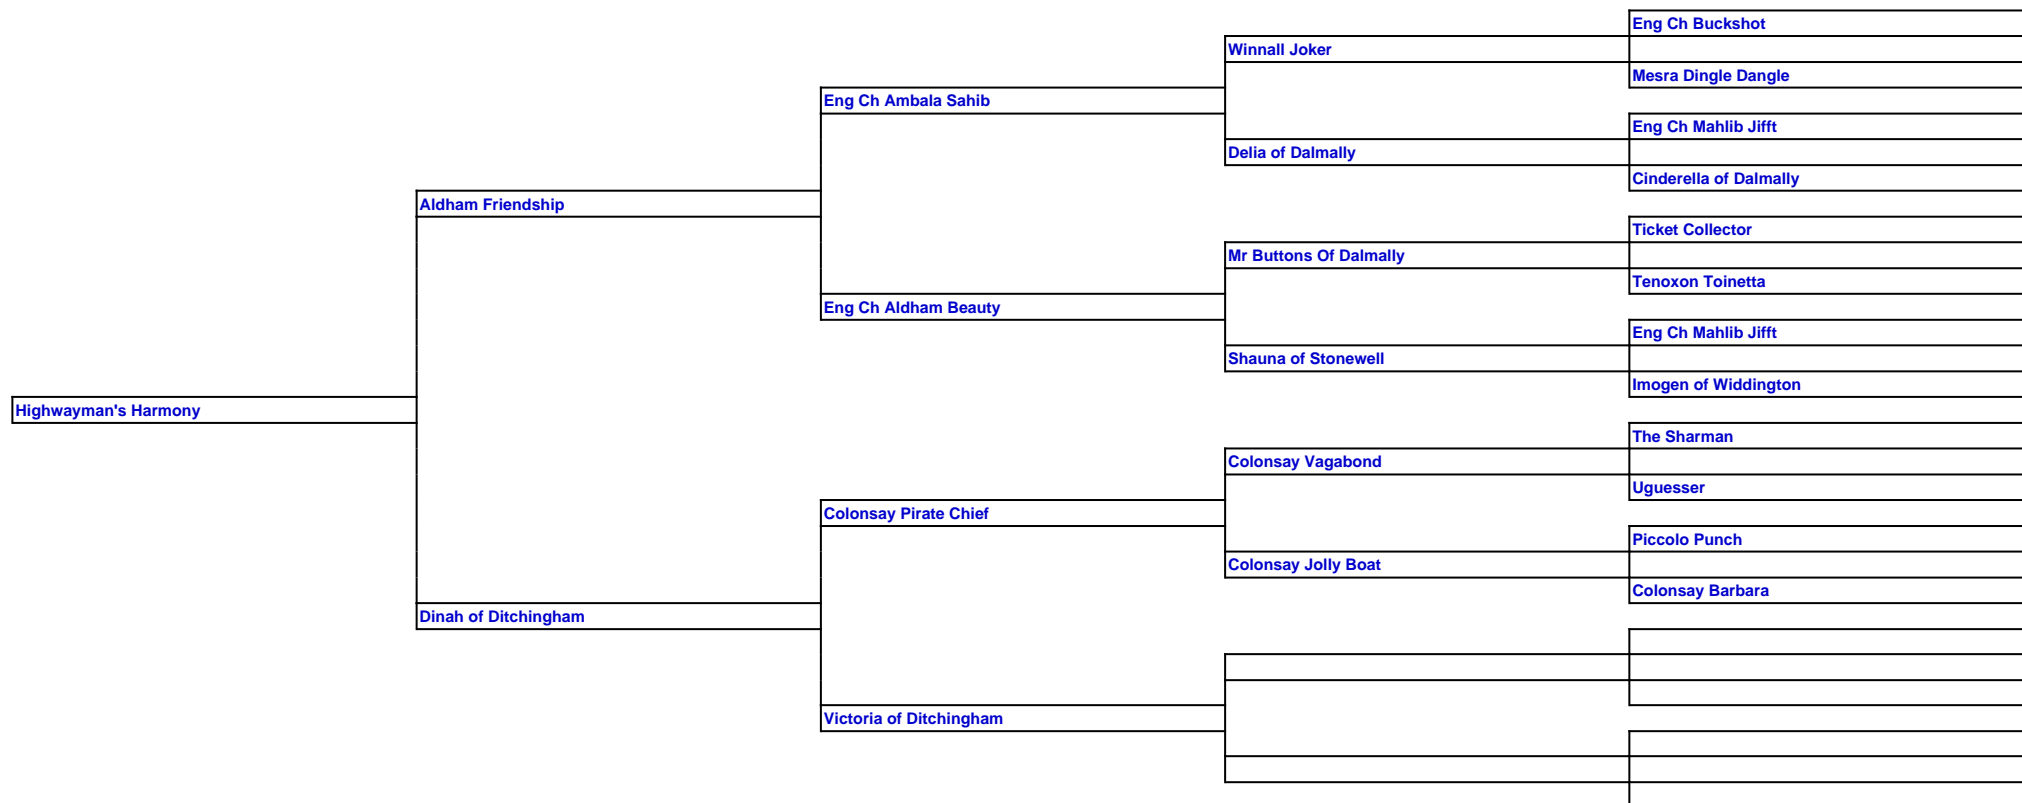 Eng Ch Buckshot
Winnall Joker
Mesra Dingle Dangle
Eng Ch Ambala Sahib
Eng Ch Mahlib Jifft
Delia of Dalmally
Cinderella of Dalmally
Aldham Friendship
Ticket Collector
Mr Buttons Of Dalmally
Tenoxon Toinetta
Eng Ch Aldham Beauty
Eng Ch Mahlib Jifft
Shauna of Stonewell
Imogen of Widdington
Highwayman's Harmony
The Sharman
Colonsay Vagabond
Uguesser
Colonsay Pirate Chief
Piccolo Punch
Colonsay Jolly Boat
Colonsay Barbara
Dinah of Ditchingham
Victoria of Ditchingham